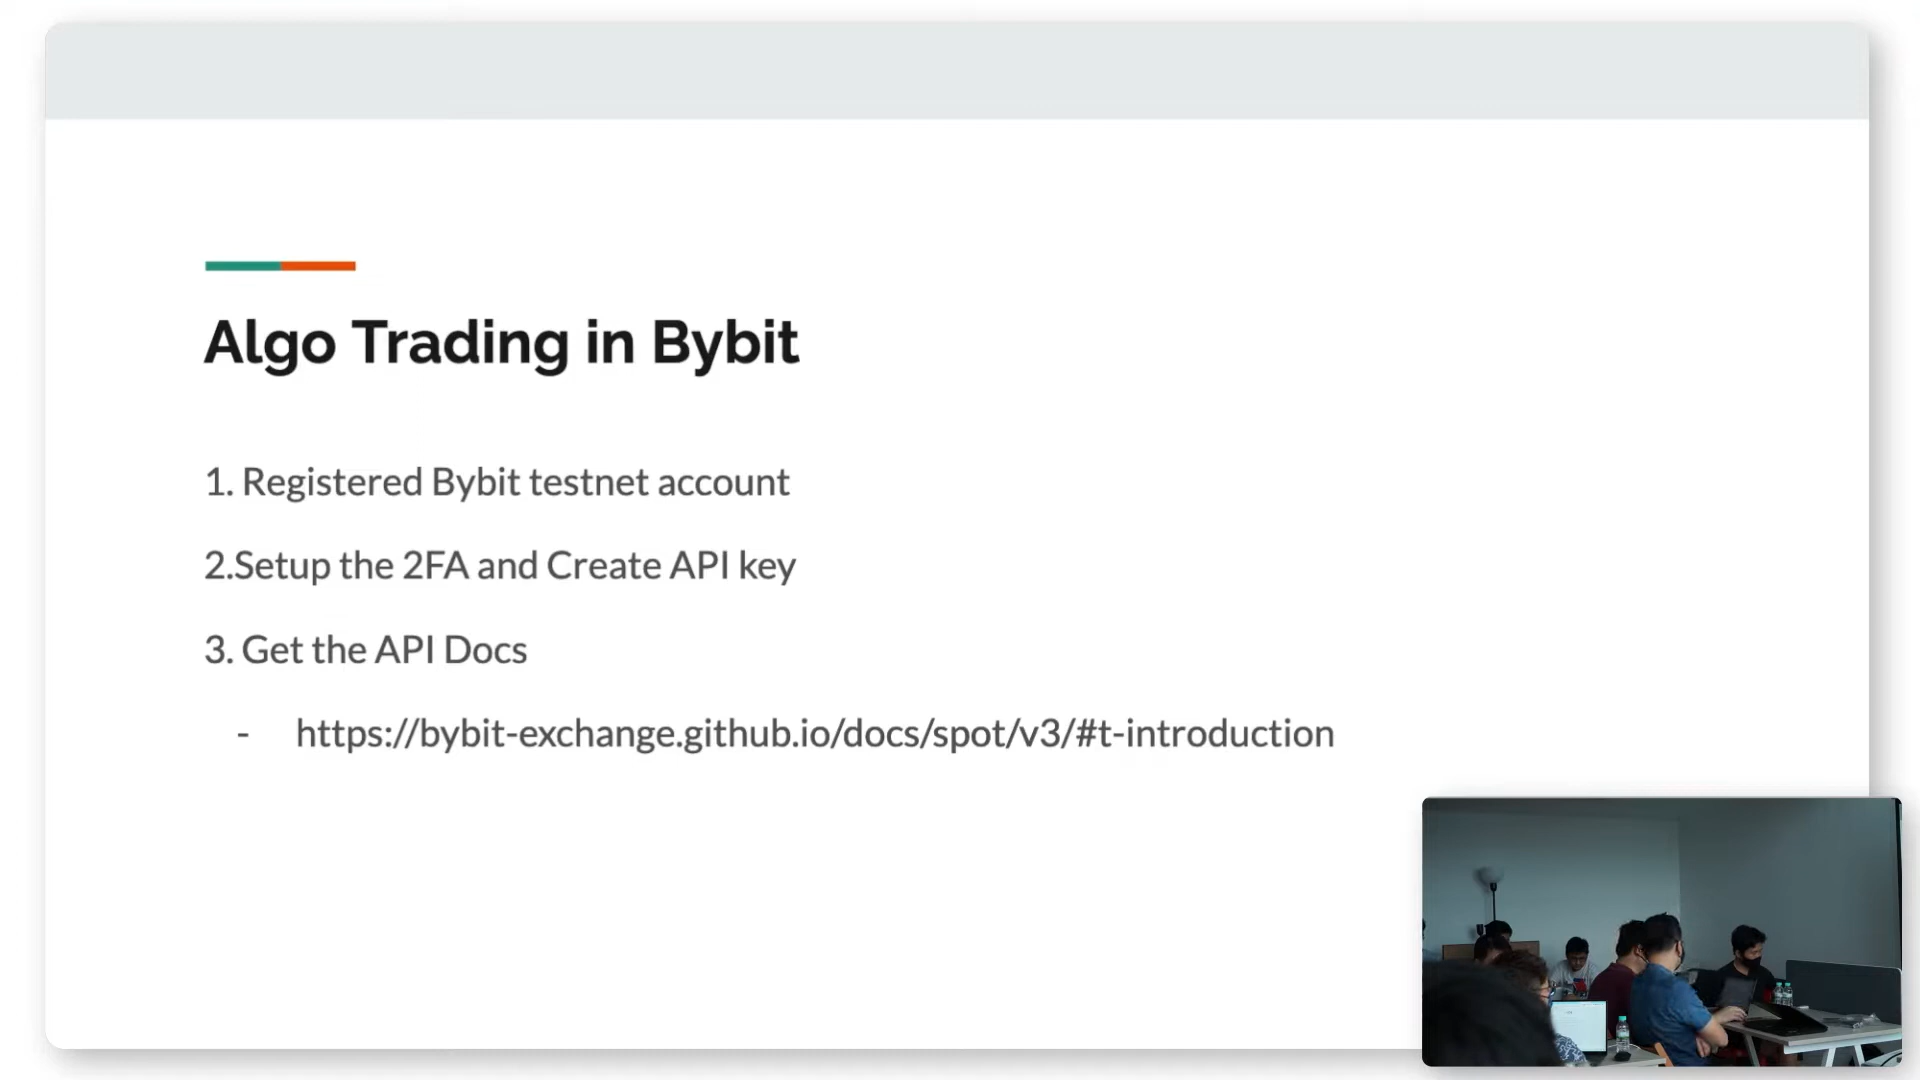 Algo Trading in Bybit
1. Registered Bybit testnet account
2.Setup the 2FA and Create API key
3. Get the API Docs
- https://bybit-exchange.github.io/docs/spot/v3/#t-introduction